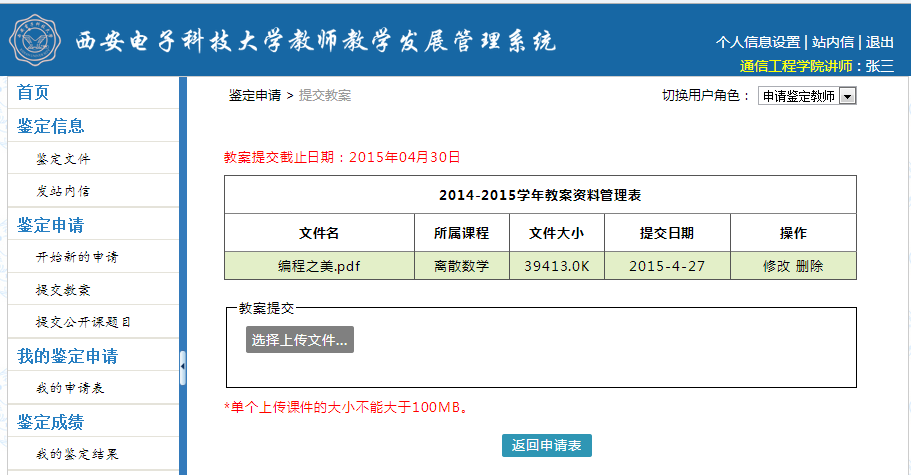 西安电子科技大学教师教学发展管理系统
个人信息设置 | 站内信 | 退出
通信工程学院讲师：张三
首页
鉴定信息
鉴定文件
发站内信
鉴定申请
开始新的申请
提交教案
提交公开课题目
我的鉴定申请
我的申请表
鉴定成绩
我的鉴定结果
鉴定申请 > 提交教案
切换用户角色： 申请鉴定教师
教案提交截止日期：2015年04月30日
2014-2015学年教案资料管理表
文件名 所属课程 文件大小 提交日期 操作
编程之美.pdf 离散数学 39413.0K 2015-4-27 修改 删除
教案提交
选择上传文件...
*单个上传课件的大小不能大于100MB。
返回申请表